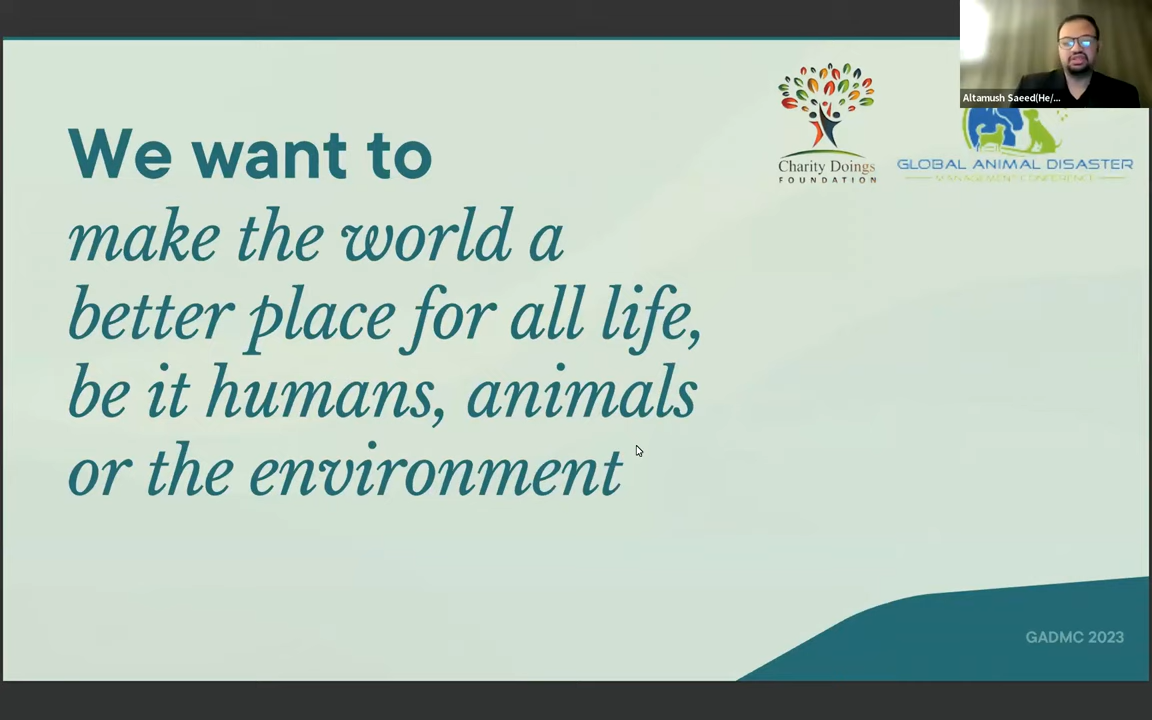 Altamush Saeed(He/...
Charity Doings
FOUNDATION
GLOBAL ANIMAL DISASTER
MANAGEMENT CONFERENCE
We want to
make the world a
better place for all life,
be it humans, animals
or the environment
GADMC 2023